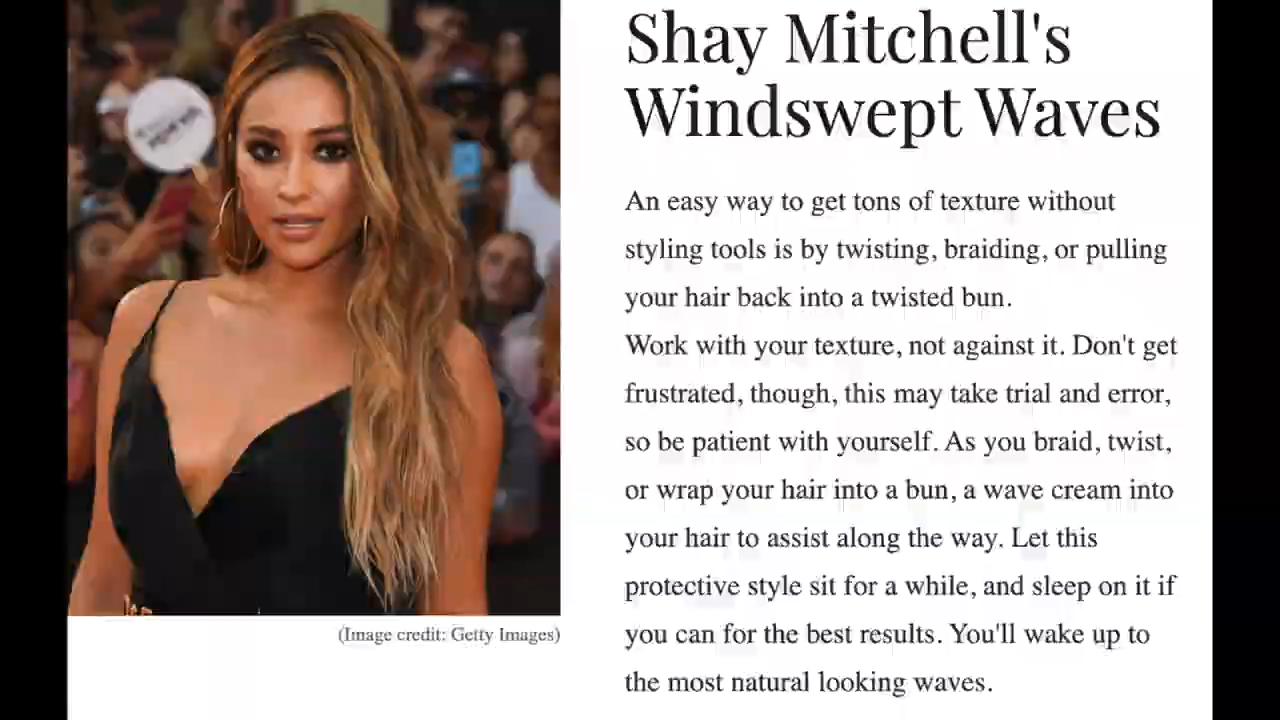 Shay Mitchell's
Windswept Waves
An easy way to get tons of texture without
styling tools is by twisting, braiding, or pulling
your hair back into a twisted bun.
Work with your texture, not against it. Don't get
frustrated, though, this may take trial and error,
so be patient with yourself. As you braid, twist,
or wrap your hair into a bun, a wave cream into
your hair to assist along the way. Let this
protective style sit for a while, and sleep on it if
you can for the best results. You'll wake up to
the most natural looking waves.
(Image credit: Getty Images)